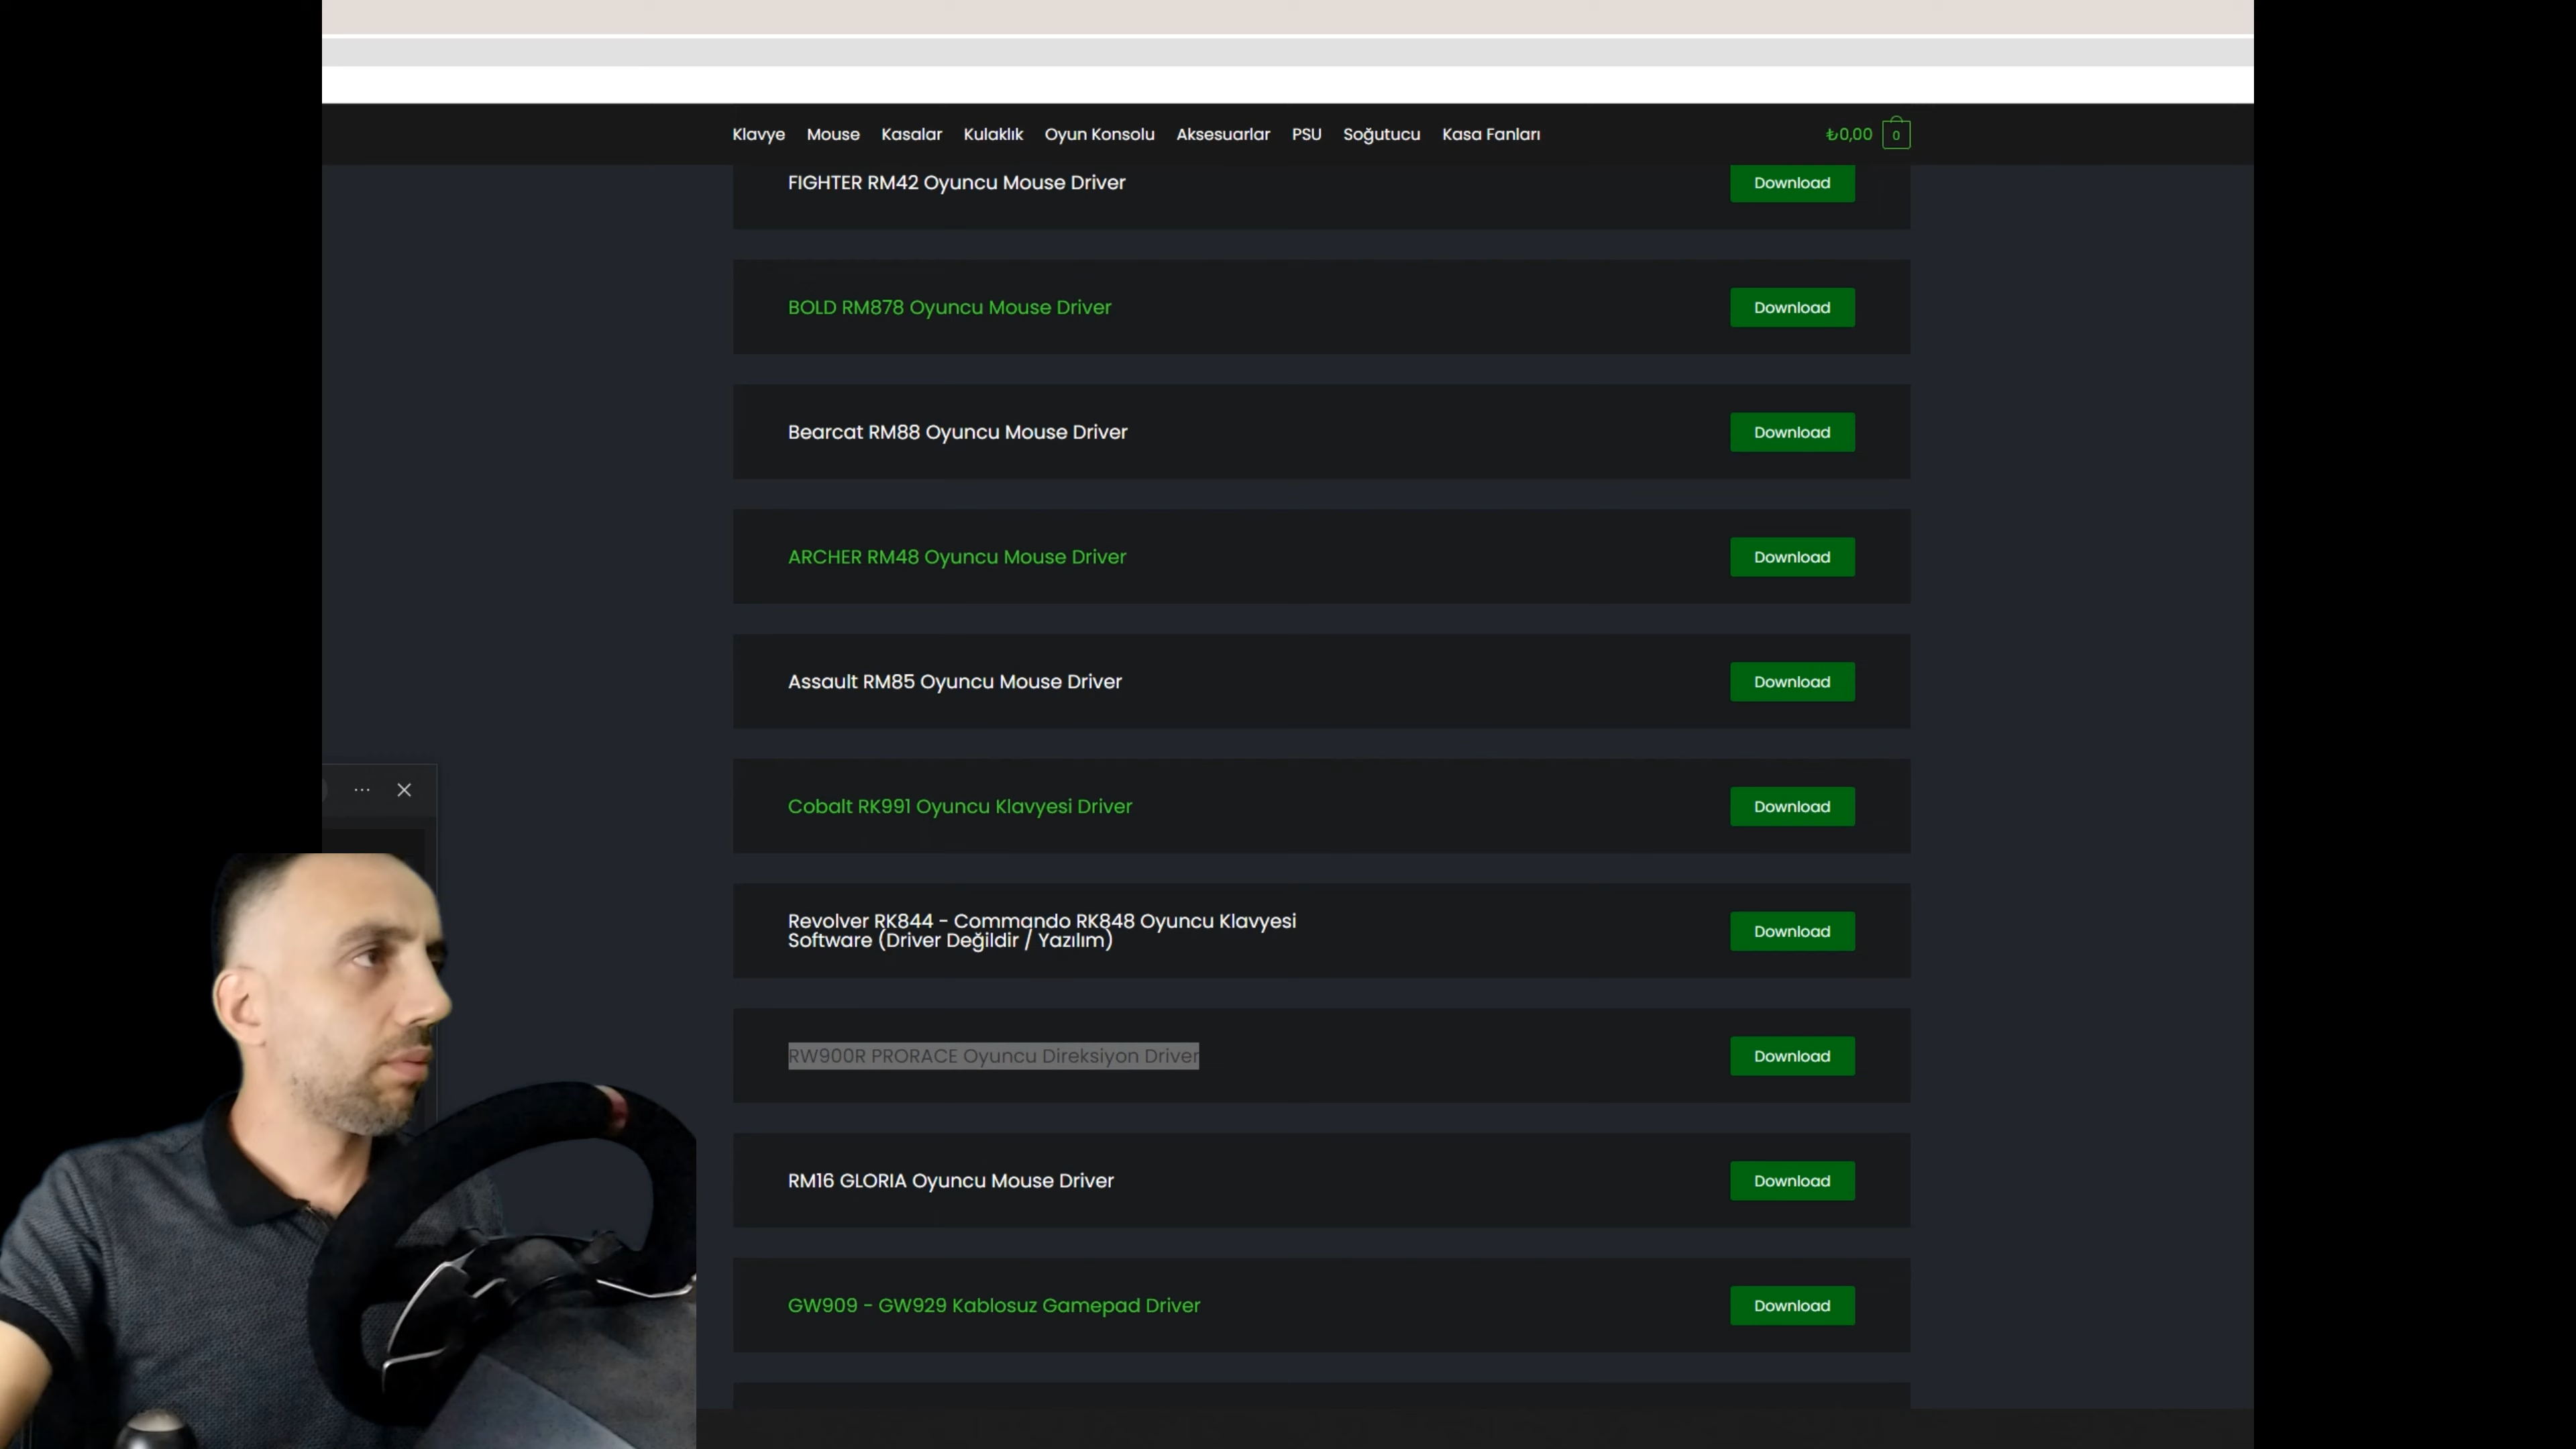 Klavye Mouse Kasalar Kulaklık Oyun Konsolu Aksesuarlar PSU Soğutucu Kasa Fanları ₺0,00 0
FIGHTER RM42 Oyuncu Mouse Driver Download
BOLD RM878 Oyuncu Mouse Driver Download
Bearcat RM88 Oyuncu Mouse Driver Download
ARCHER RM48 Oyuncu Mouse Driver Download
Assault RM85 Oyuncu Mouse Driver Download
Cobalt RK991 Oyuncu Klavyesi Driver Download
Revolver RK844 - Commando RK848 Oyuncu Klavyesi
Software (Driver Değildir / Yazılım) Download
RW900R PRORACE Oyuncu Direksiyon Driver Download
RM16 GLORIA Oyuncu Mouse Driver Download
GW909 - GW929 Kablosuz Gamepad Driver Download